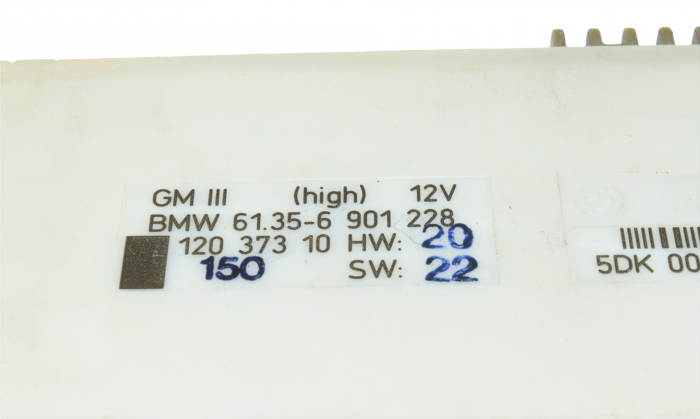 GM III (high) 12V
BMW 61.35-6 901 228
120 373 10 HW: 20
150 SW: 22
5DK 00